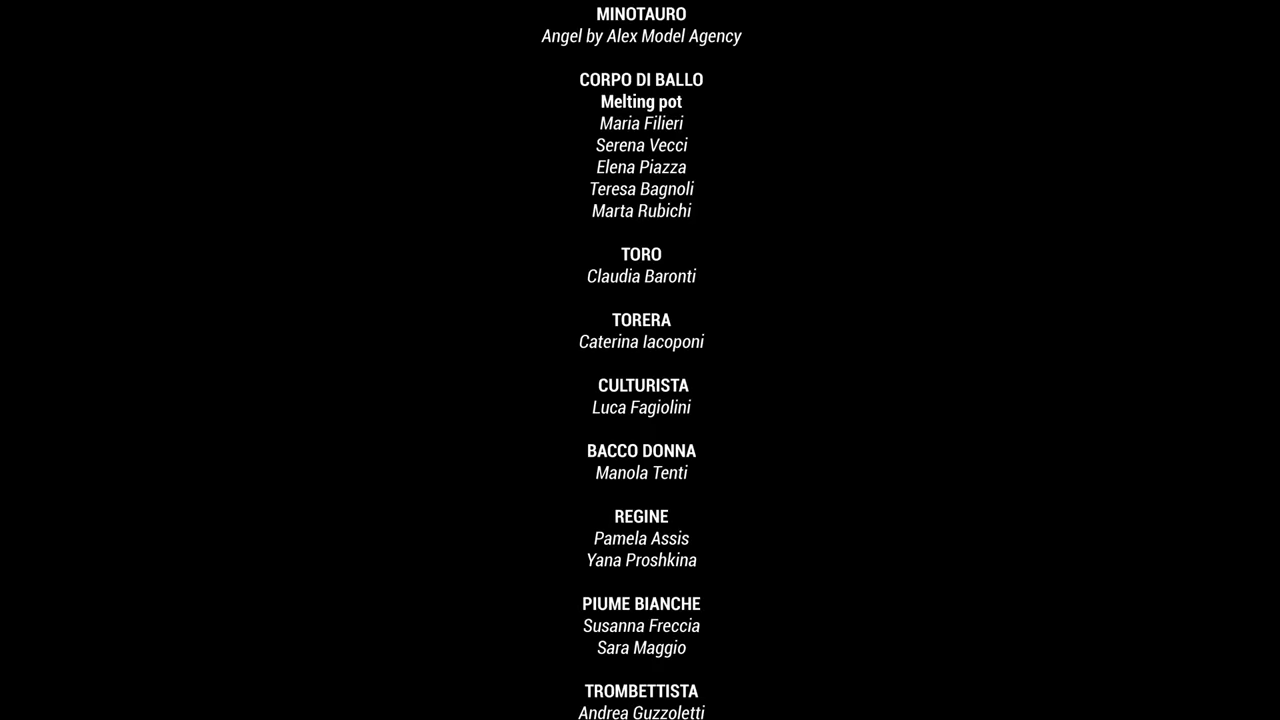 MINOTAURO
Angel by Alex Model Agency
CORPO DI BALLO
Melting pot
Maria Filieri
Serena Vecci
Elena Piazza
Teresa Bagnoli
Marta Rubichi
TORO
Claudia Baronti
TORERA
Caterina Iacoponi
CULTURISTA
Luca Fagiolini
BACCO DONNA
Manola Tenti
REGINE
Pamela Assis
Yana Proshkina
PIUME BIANCHE
Susanna Freccia
Sara Maggio
TROMBETTISTA
Andrea Guzzoletti